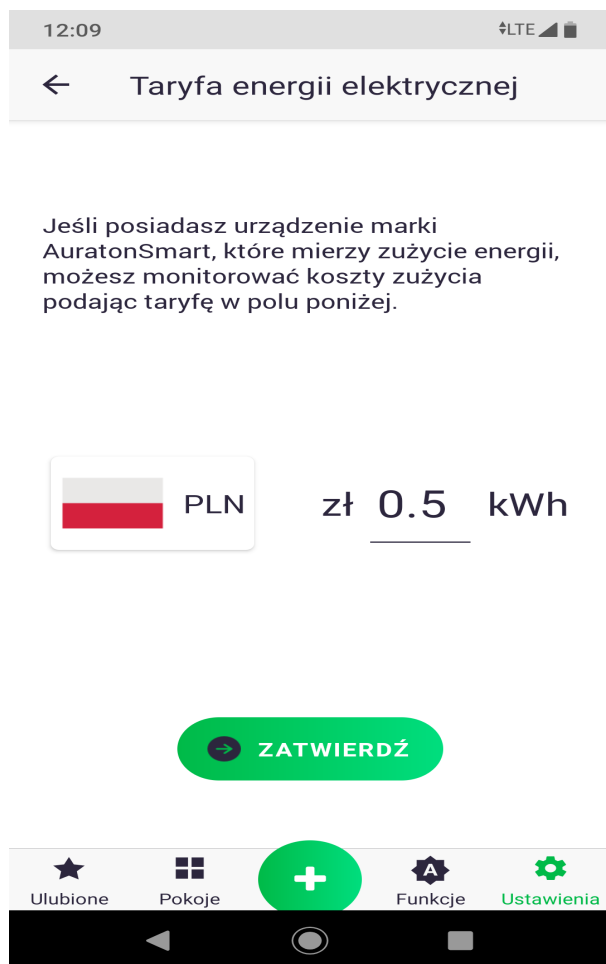 12:09 LTE
Taryfa energii elektrycznej
Jeśli posiadasz urządzenie marki
AuratonSmart, które mierzy zużycie energii,
możesz monitorować koszty zużycia
podając taryfę w polu poniżej.
PLN zł 0.5 kWh
ZATWIERDŹ
A
Ulubione Pokoje Funkcje Ustawienia